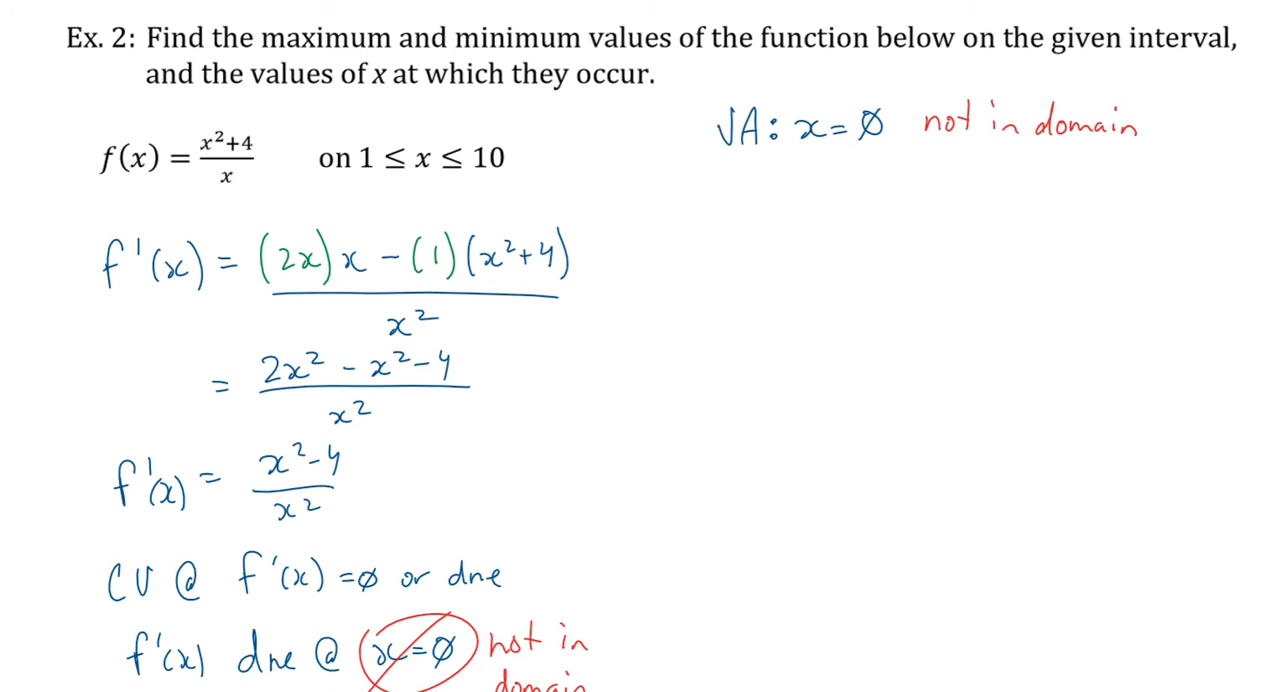 Ex. 2: Find the maximum and minimum values of the function below on the given interval,
and the values of x at which they occur.
VA: x = ∅ not in domain
f(x) = (x²+4)/x on 1 ≤ x ≤ 10
f'(x) = ((2x)x − (1)(x²+4))/x²
= (2x² − x² − 4)/x²
f'(x) = (x² − 4)/x²
CV @ f'(x) = ∅ or dne
f'(x) dne @ x = ∅ not in
domain